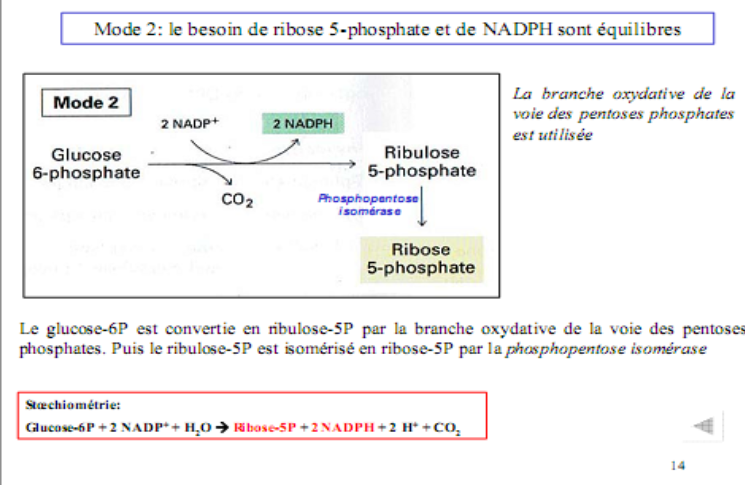 Mode 2: le besoin de ribose 5-phosphate et de NADPH sont équilibres
Mode 2
2 NADP⁺
2 NADPH
Glucose
6-phosphate
Ribulose
5-phosphate
CO₂
Phosphopentose
isomérase
Ribose
5-phosphate
La branche oxydative de la
voie des pentoses phosphates
est utilisée
Le glucose-6P est convertie en ribulose-5P par la branche oxydative de la voie des pentoses
phosphates. Puis le ribulose-5P est isomérisé en ribose-5P par la phosphopentose isomérase
Stœchiométrie:
Glucose-6P + 2 NADP⁺ + H₂O ➔ Ribose-5P + 2 NADPH + 2 H⁺ + CO₂
14